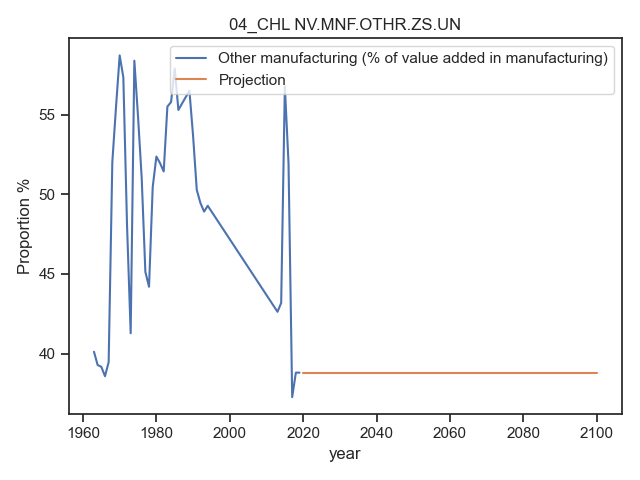 04_CHL NV.MNF.OTHR.ZS.UN
Other manufacturing (% of value added in manufacturing)
Projection
Proportion %
55
50
45
40
1960
1980
2000
2020
2040
2060
2080
2100
year